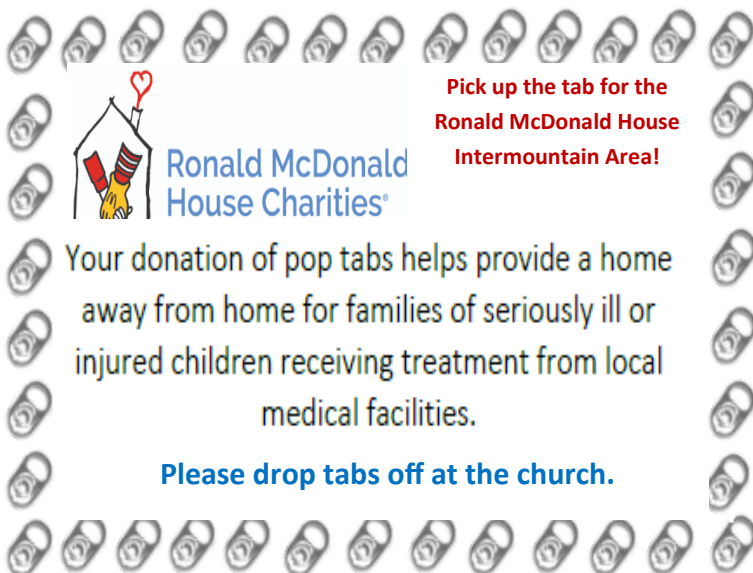 Pick up the tab for the
Ronald McDonald House
Intermountain Area!
Ronald McDonald
House Charities®
Your donation of pop tabs helps provide a home
away from home for families of seriously ill or
injured children receiving treatment from local
medical facilities.
Please drop tabs off at the church.